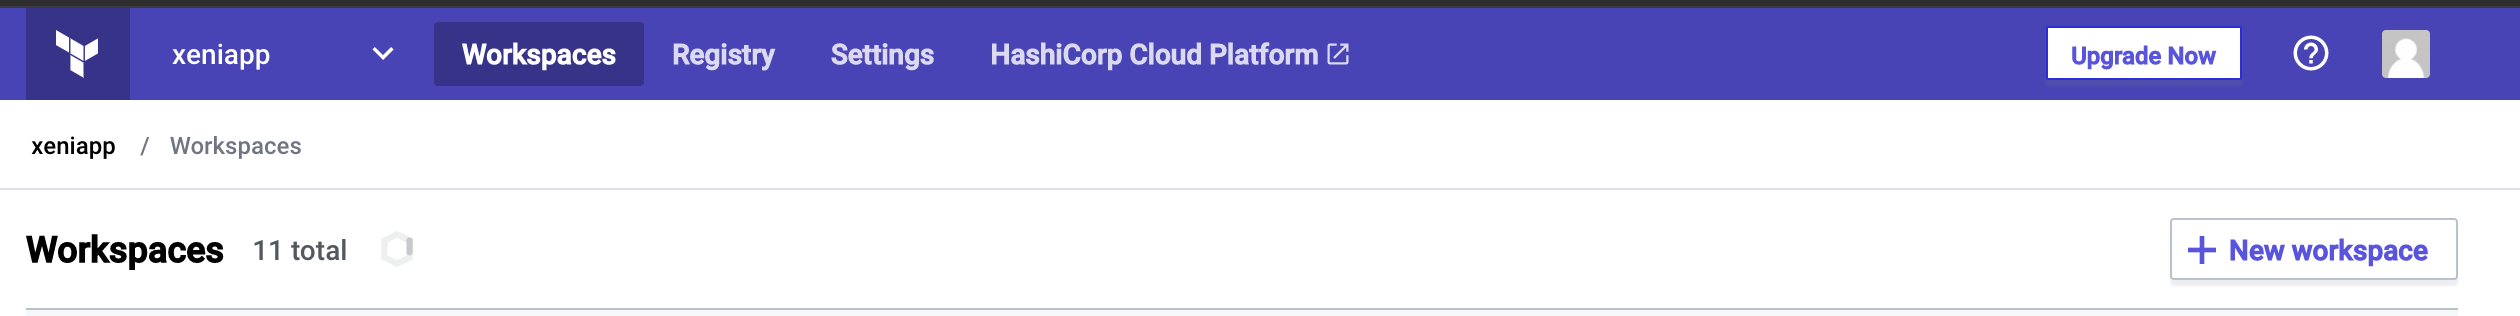 xeniapp Workspaces Registry Settings HashiCorp Cloud Platform Upgrade Now
xeniapp / Workspaces
Workspaces 11 total + New workspace